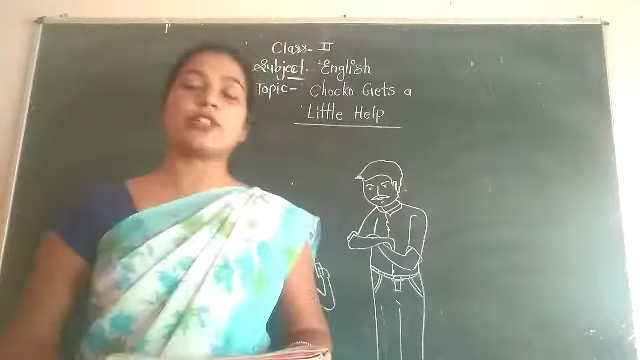 Class- II
Subject. English
Topic- Chocko Gets a
Little Help